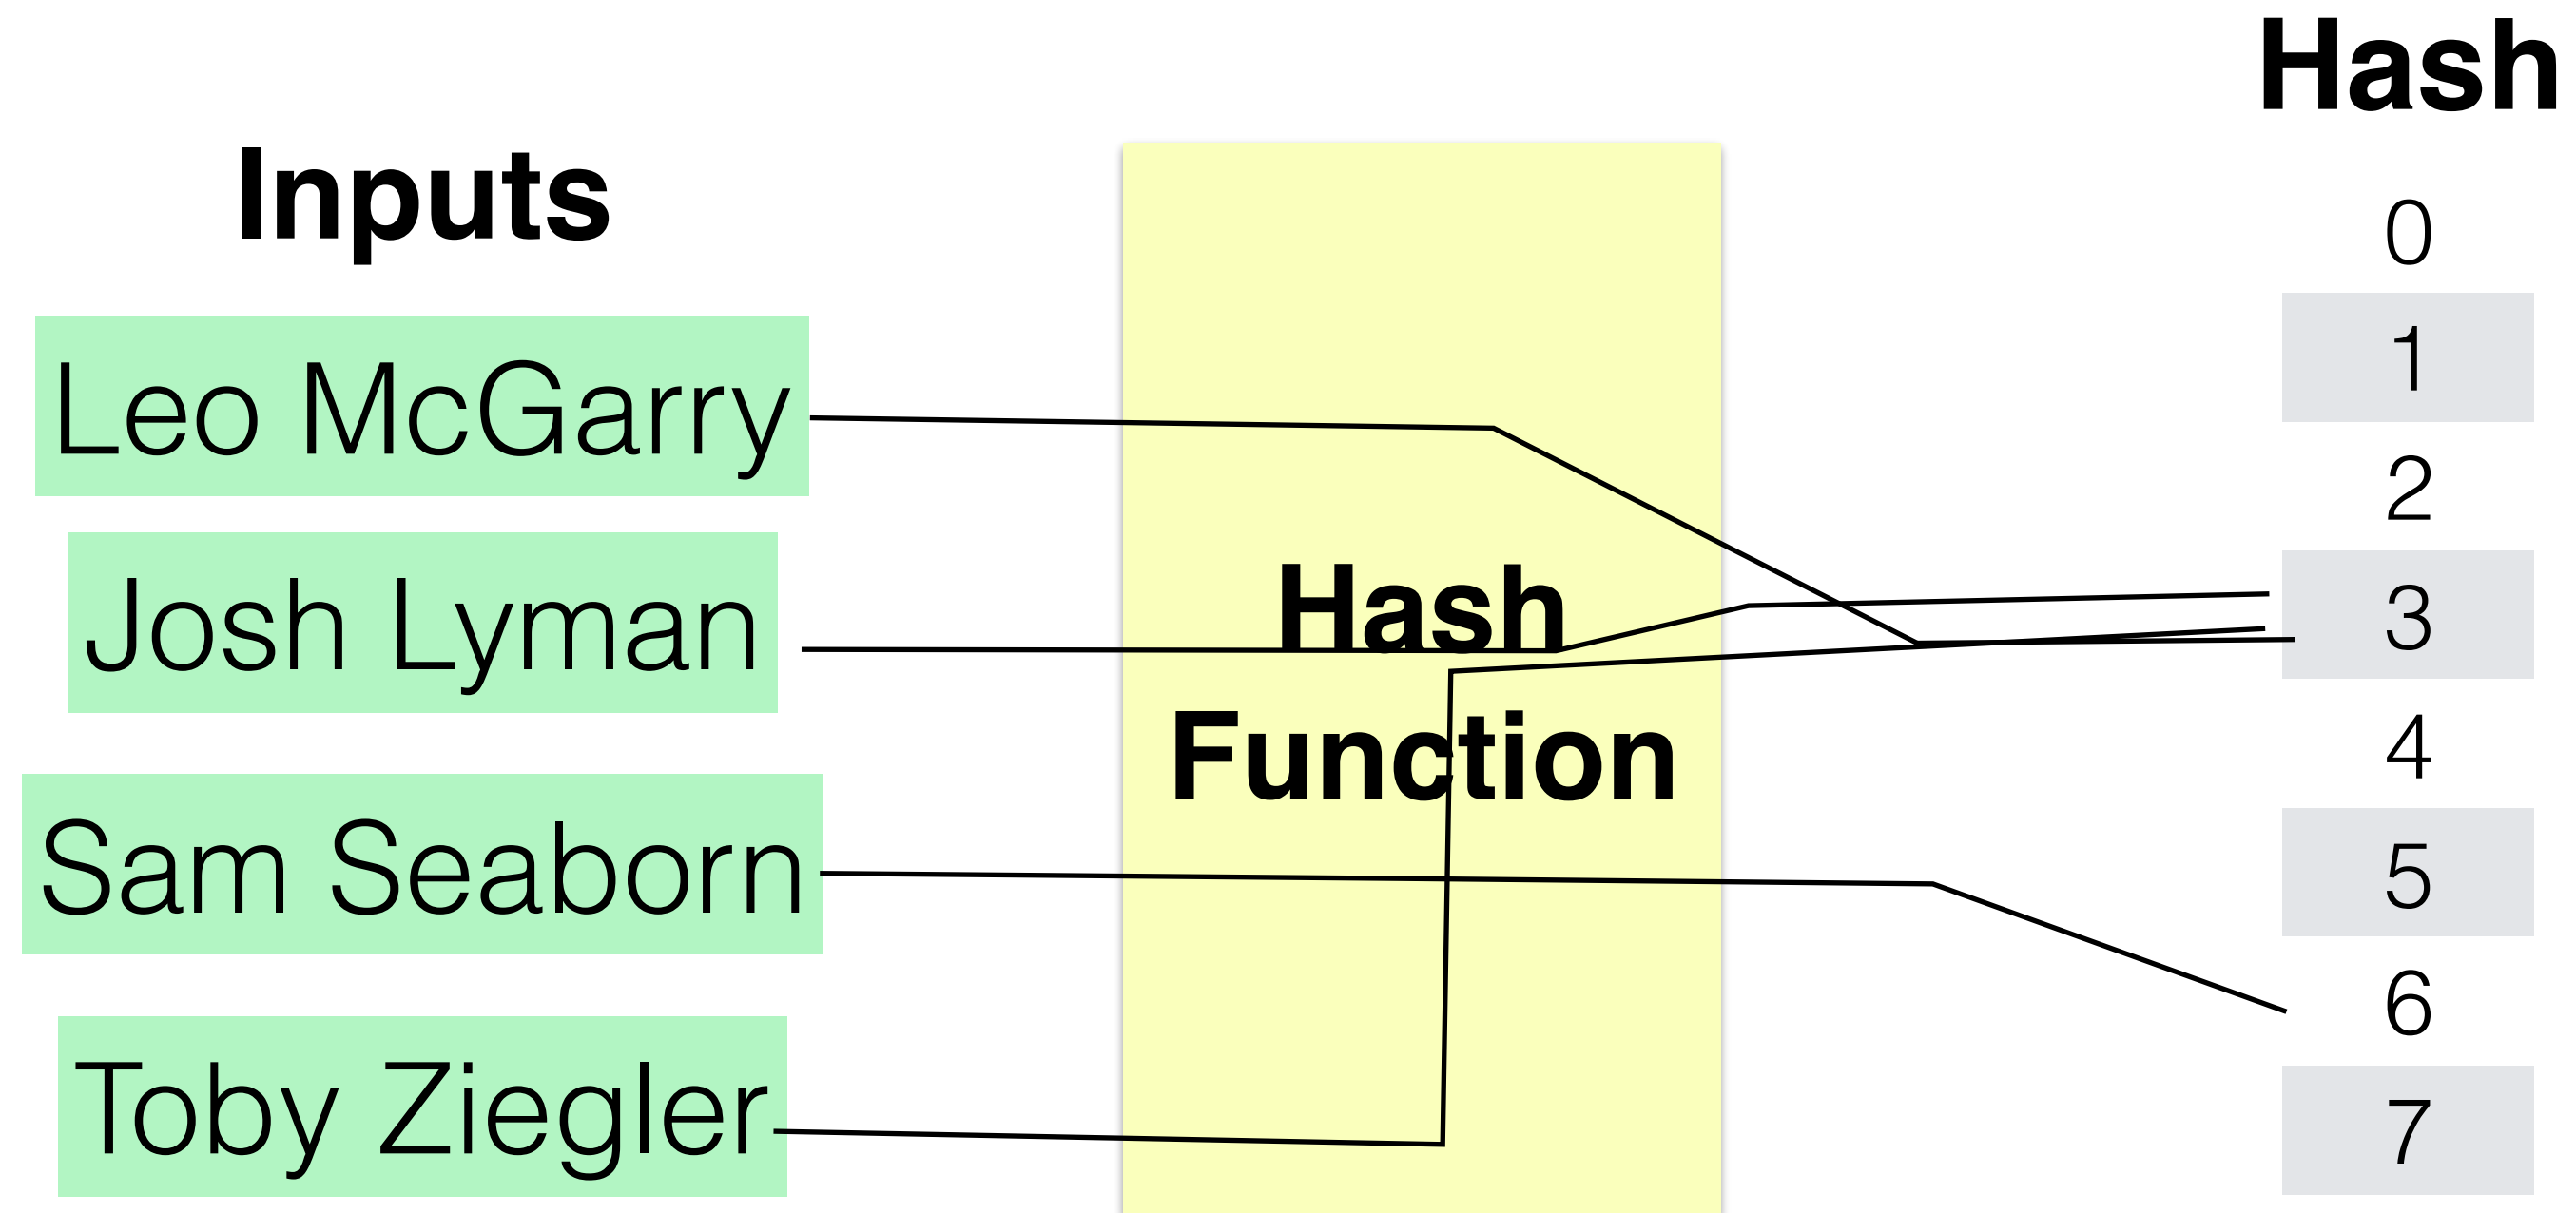 Inputs
Leo McGarry
Josh Lyman
Sam Seaborn
Toby Ziegler
Hash
Function
Hash
0
1
2
3
4
5
6
7